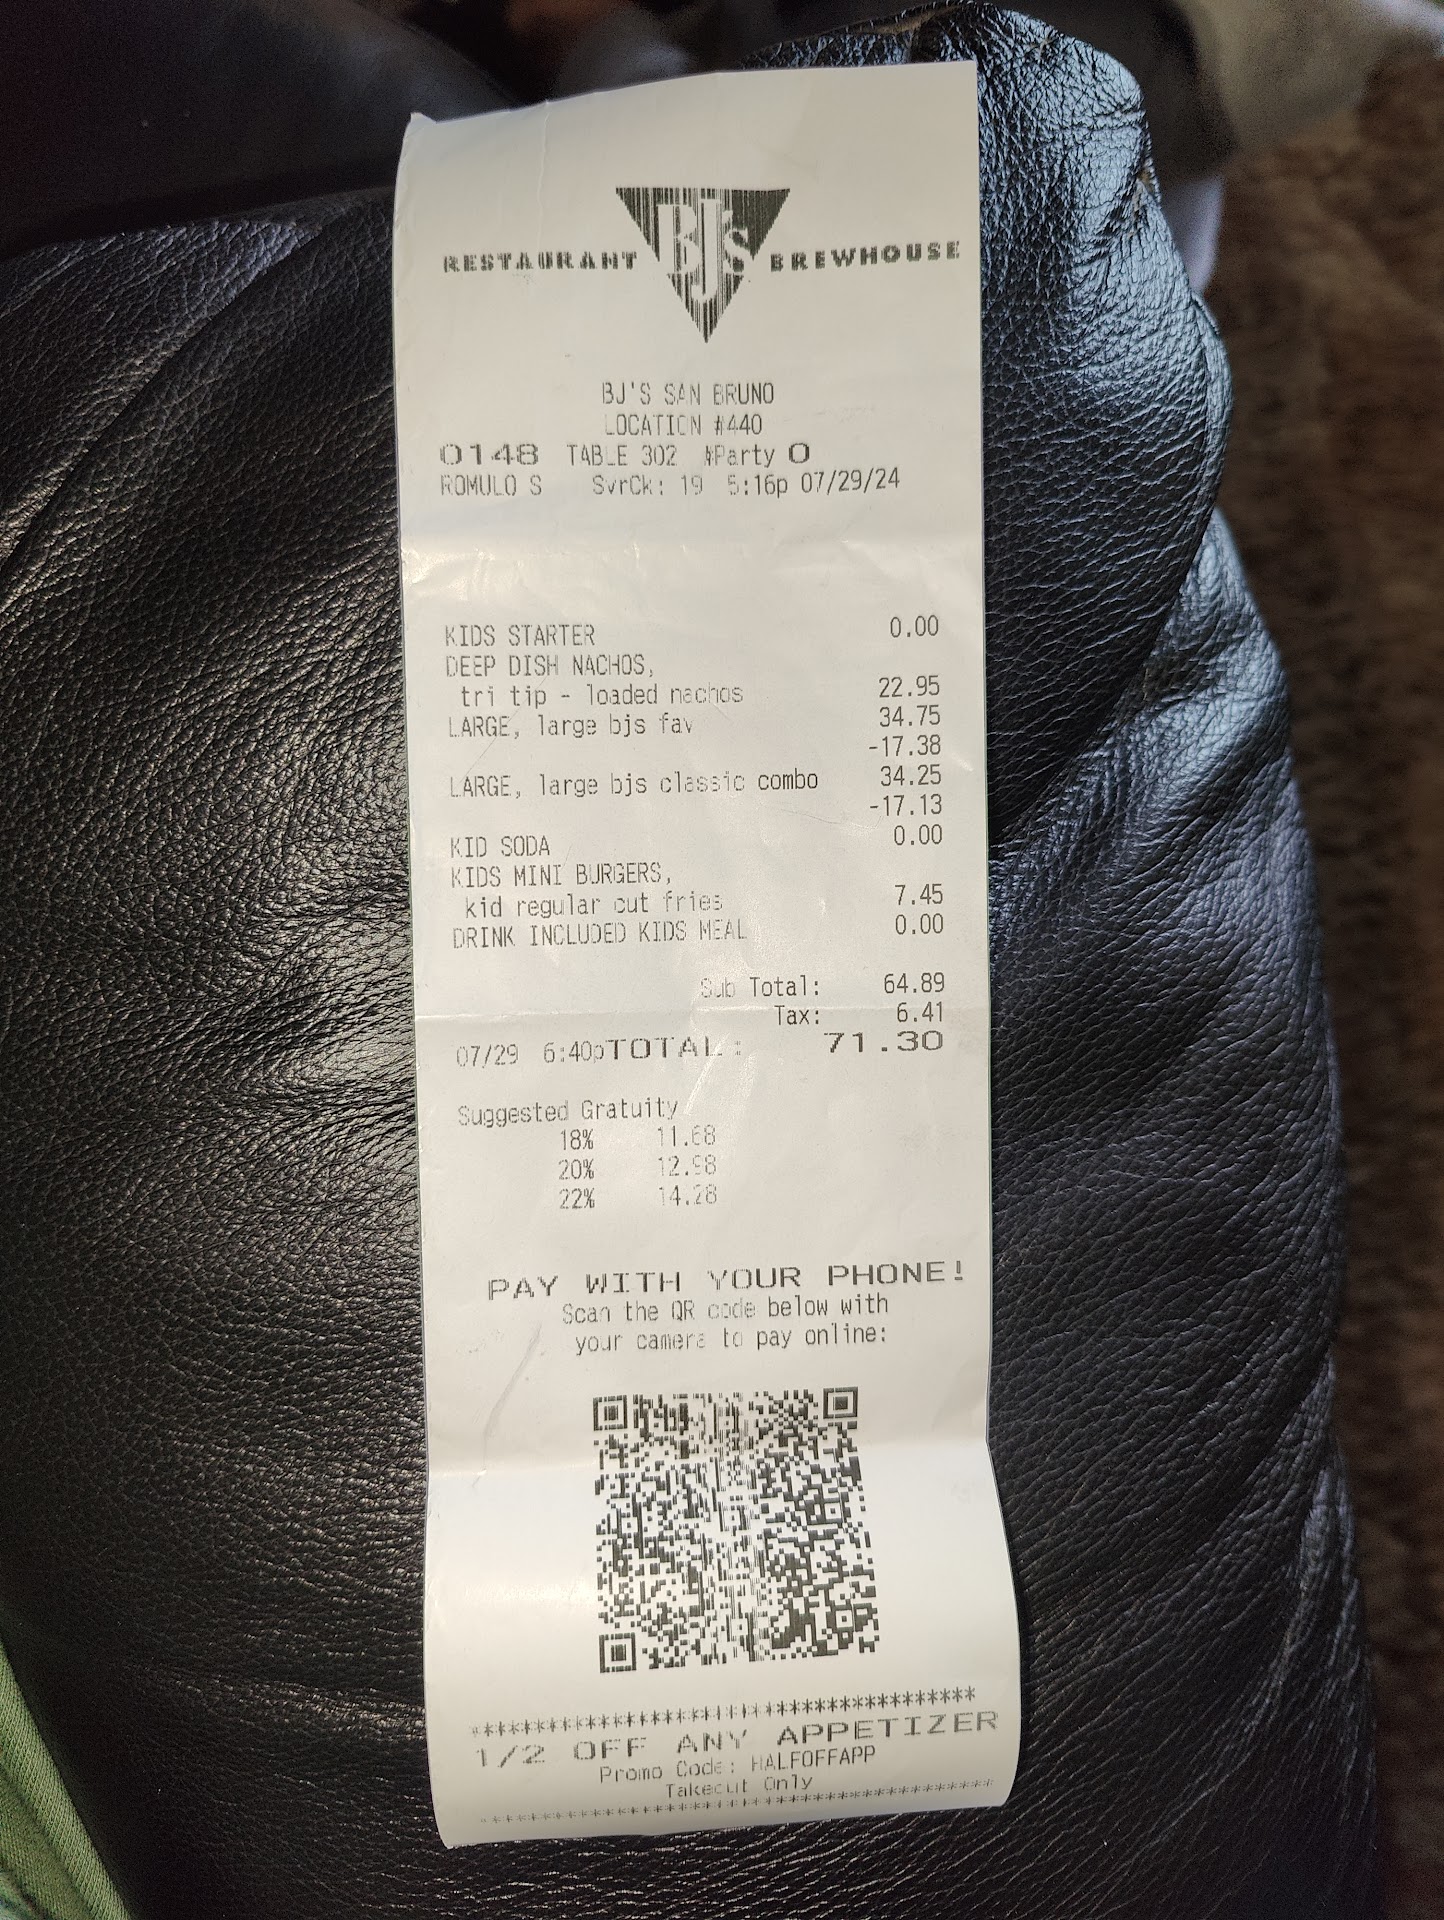 RESTAURANT BJ's BREWHOUSE
BJ'S SAN BRUNO
LOCATION #440
0148 TABLE 302 #Party 0
ROMULO S SvrCk: 19 5:16p 07/29/24
KIDS STARTER 0.00
DEEP DISH NACHOS,
tri tip - loaded nachos 22.95
LARGE, large bjs fav 34.75
-17.38
LARGE, large bjs classic combo 34.25
-17.13
KID SODA 0.00
KIDS MINI BURGERS,
kid regular cut fries 7.45
DRINK INCLUDED KIDS MEAL 0.00
Sub Total: 64.89
Tax: 6.41
07/29 6:40pTOTAL: 71.30
Suggested Gratuity
18% 11.68
20% 12.98
22% 14.28
PAY WITH YOUR PHONE!
Scan the QR code below with
your camera to pay online:
*******************************************
1/2 OFF ANY APPETIZER
Promo Code: HALFOFFAPP
Takeout Only
*******************************************